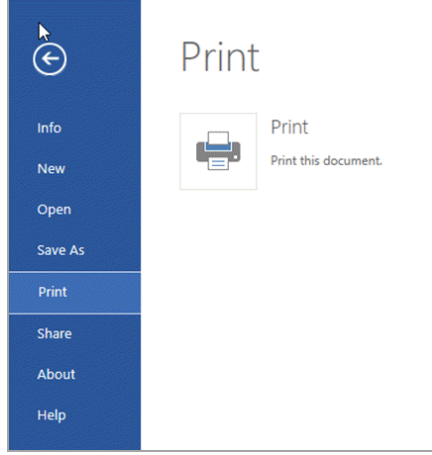 Print
Print
Print this document.
Info
New
Open
Save As
Print
Share
About
Help